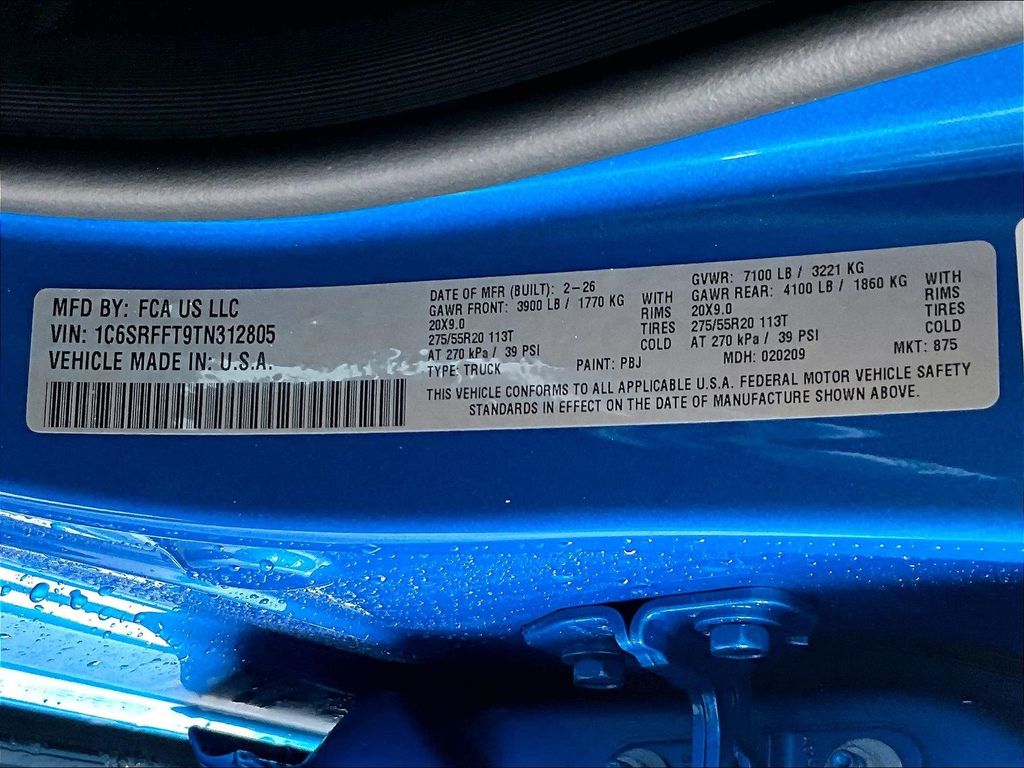 MFD BY: FCA US LLC
VIN: 1C6SRFFT9TN312805
VEHICLE MADE IN: U.S.A.
DATE OF MFR (BUILT): 2-26
GAWR FRONT: 3900 LB / 1770 KG WITH
20X9.0 RIMS
275/55R20 113T TIRES
AT 270 kPa / 39 PSI COLD
TYPE: TRUCK PAINT: PBJ
GVWR: 7100 LB / 3221 KG
GAWR REAR: 4100 LB / 1860 KG WITH
20X9.0 RIMS
275/55R20 113T TIRES
AT 270 kPa / 39 PSI COLD
MDH: 020209 MKT: 875
THIS VEHICLE CONFORMS TO ALL APPLICABLE U.S.A. FEDERAL MOTOR VEHICLE SAFETY
STANDARDS IN EFFECT ON THE DATE OF MANUFACTURE SHOWN ABOVE.